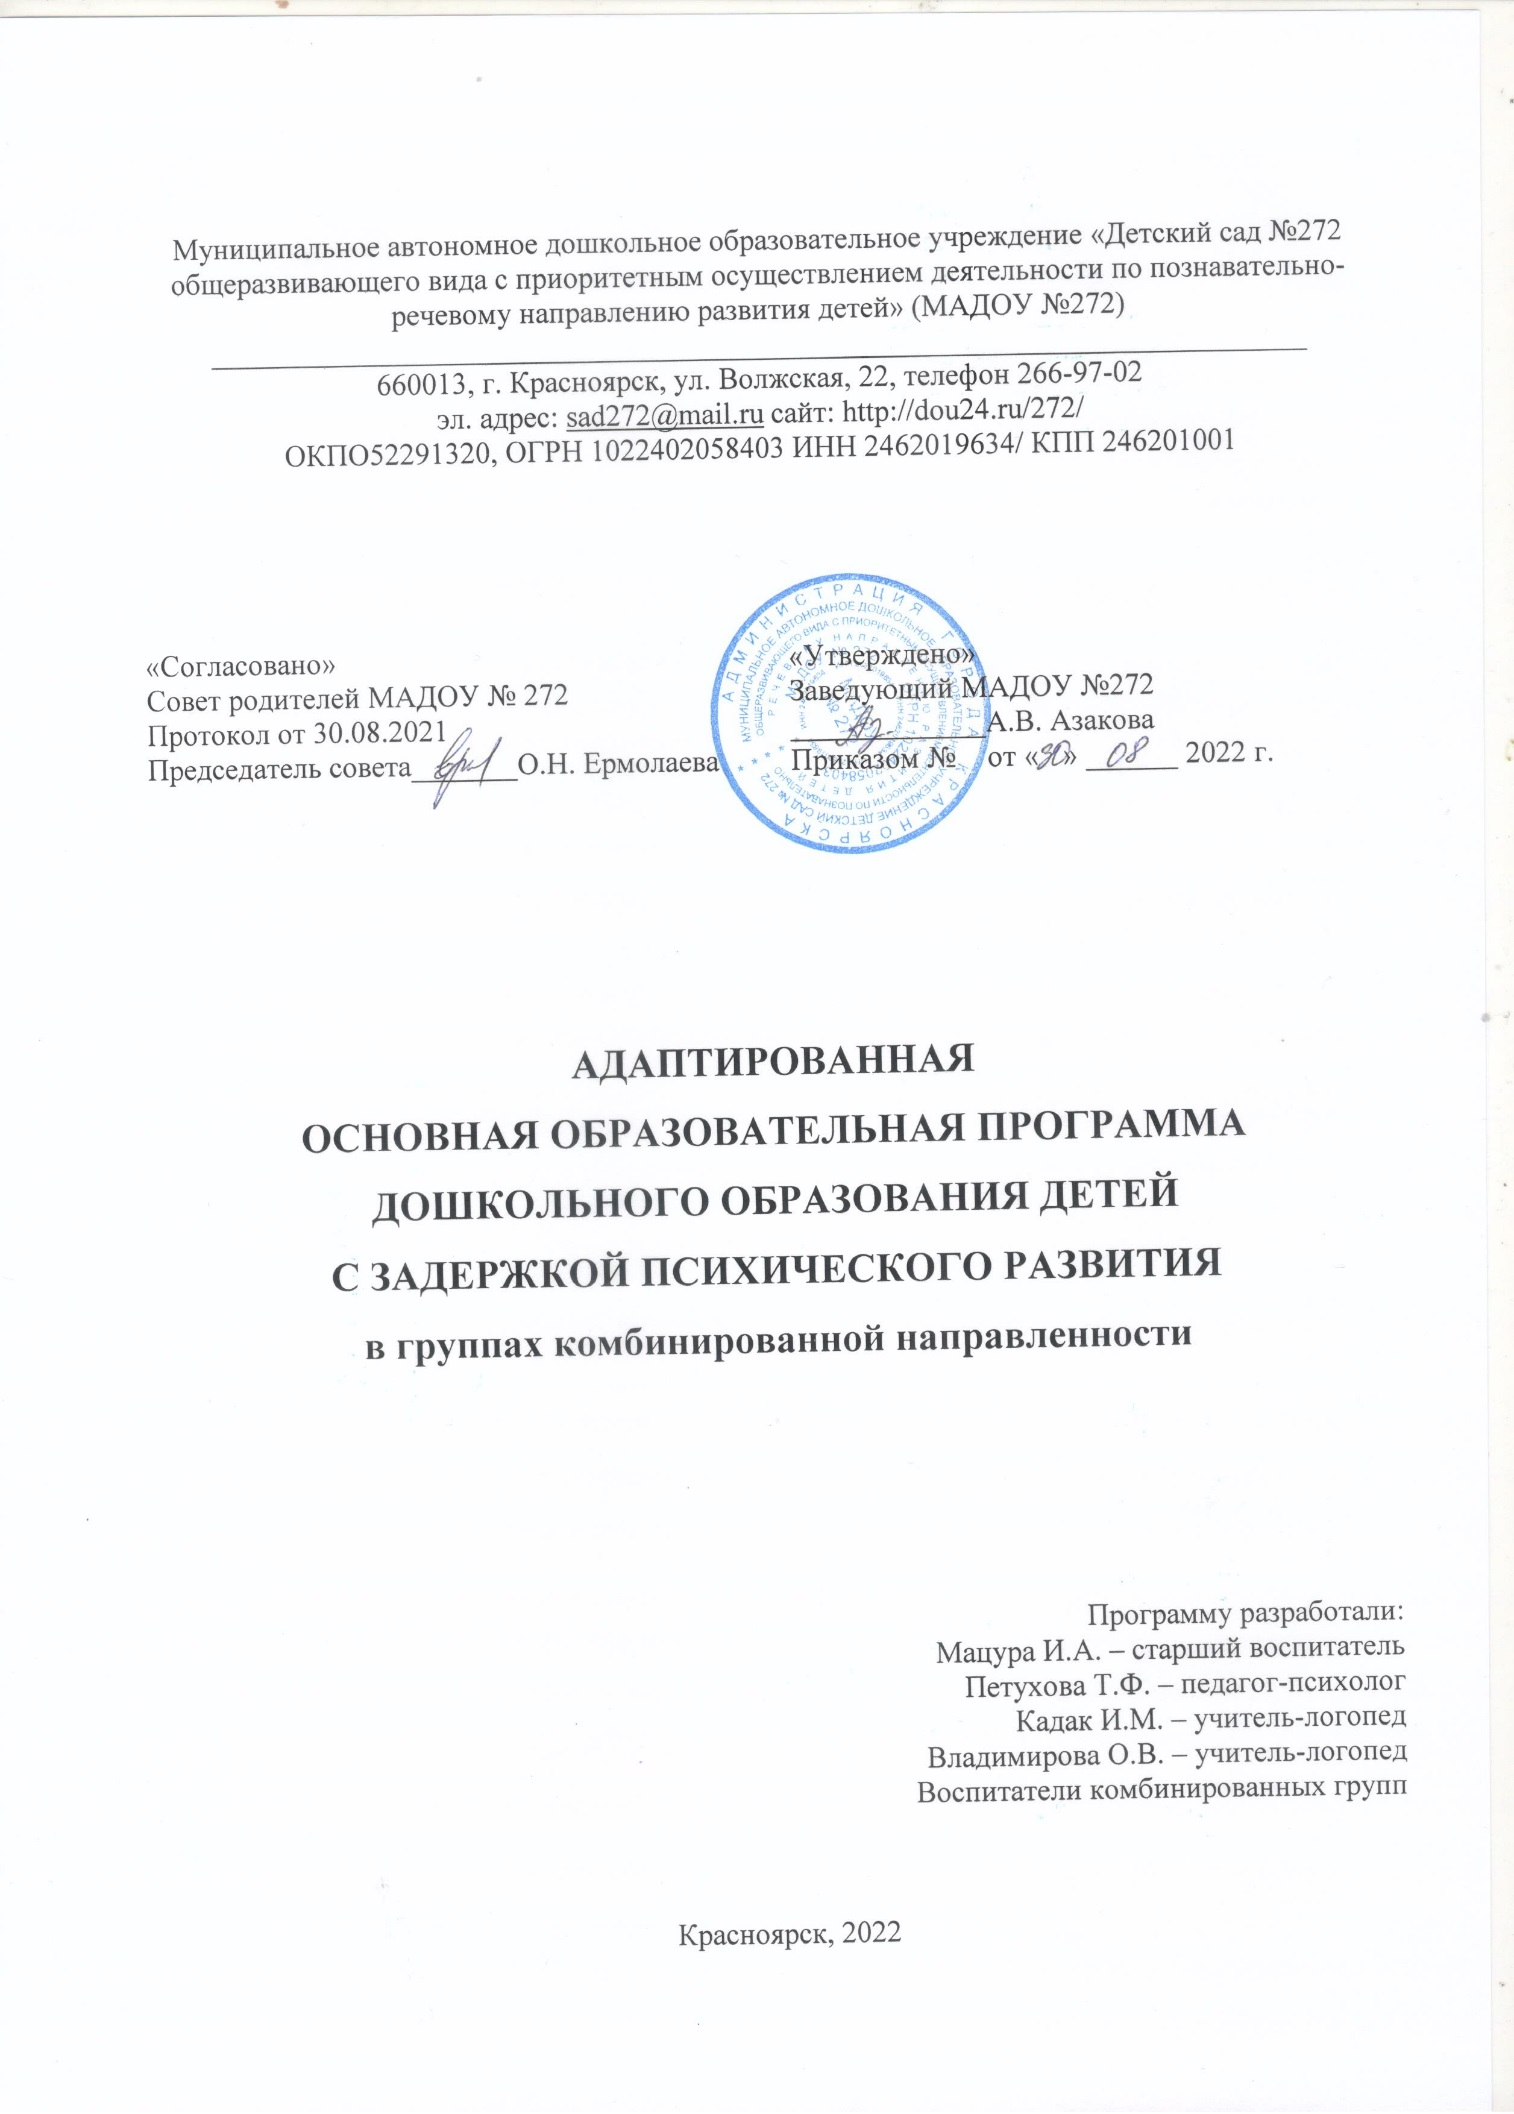 Муниципальное автономное дошкольное образовательное учреждение «Детский сад №272
общеразвивающего вида с приоритетным осуществлением деятельности по познавательно-
речевому направлению развития детей» (МАДОУ №272)
660013, г. Красноярск, ул. Волжская, 22, телефон 266-97-02
эл. адрес: sad272@mail.ru сайт: http://dou24.ru/272/
ОКПО52291320, ОГРН 1022402058403 ИНН 2462019634/ КПП 246201001
«Согласовано»
Совет родителей МАДОУ № 272
Протокол от 30.08.2021
Председатель совета_______О.Н. Ермолаева
«Утверждено»
Заведующий МАДОУ №272
_____________А.В. Азакова
Приказом № от «30» 08 2022 г.
АДМИНИСТРАЦИЯ ГОРОДА КРАСНОЯРСКА
АДАПТИРОВАННАЯ
ОСНОВНАЯ ОБРАЗОВАТЕЛЬНАЯ ПРОГРАММА
ДОШКОЛЬНОГО ОБРАЗОВАНИЯ ДЕТЕЙ
С ЗАДЕРЖКОЙ ПСИХИЧЕСКОГО РАЗВИТИЯ
в группах комбинированной направленности
Программу разработали:
Мацура И.А. – старший воспитатель
Петухова Т.Ф. – педагог-психолог
Кадак И.М. – учитель-логопед
Владимирова О.В. – учитель-логопед
Воспитатели комбинированных групп
Красноярск, 2022